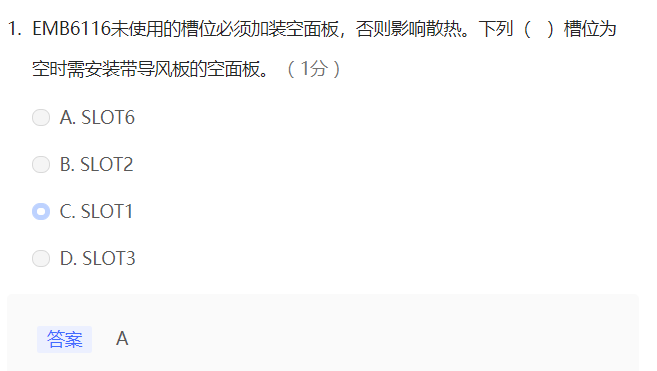 1. EMB6116未使用的槽位必须加装空面板，否则影响散热。下列（　）槽位为
空时需安装带导风板的空面板。（1分）
A. SLOT6
B. SLOT2
C. SLOT1
D. SLOT3
答案 A